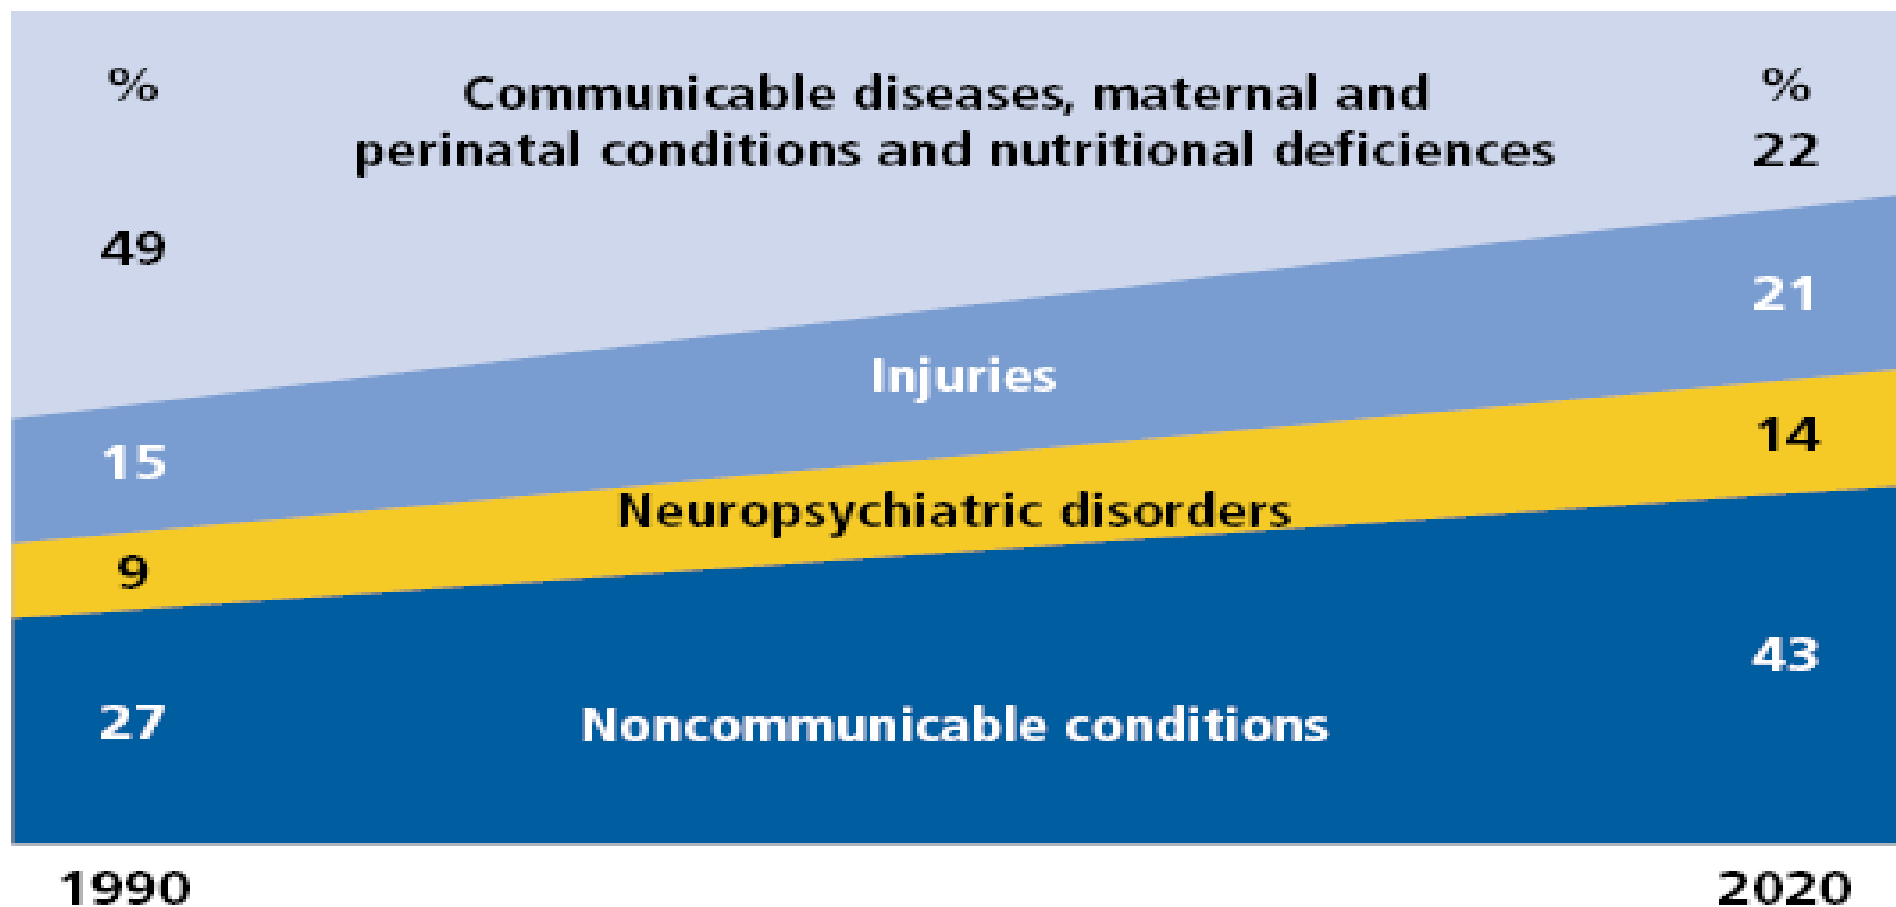 %
Communicable diseases, maternal and
%
perinatal conditions and nutritional deficiences
22
49
21
Injuries
15
14
Neuropsychiatric disorders
9
43
27
Noncommunicable conditions
1990
2020